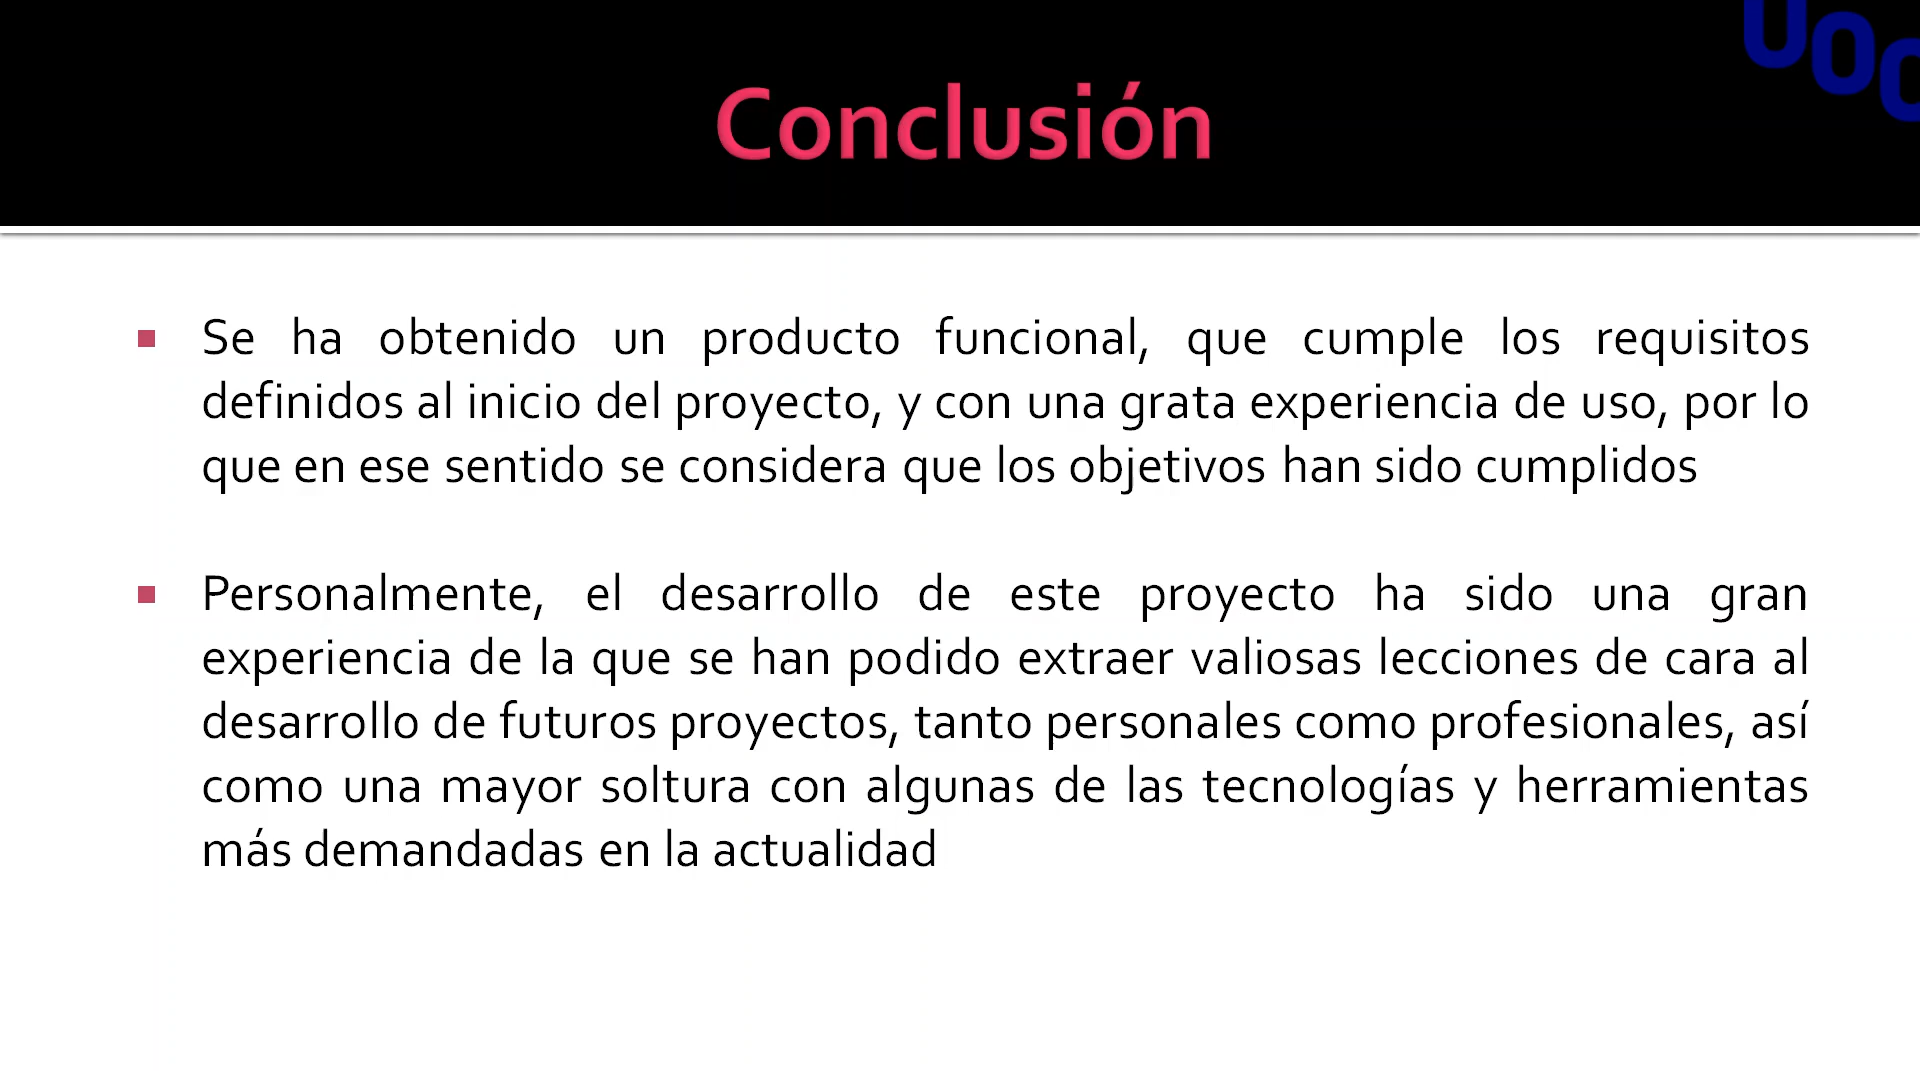 UOC
Conclusión
Se ha obtenido un producto funcional, que cumple los requisitos
definidos al inicio del proyecto, y con una grata experiencia de uso, por lo
que en ese sentido se considera que los objetivos han sido cumplidos
Personalmente, el desarrollo de este proyecto ha sido una gran
experiencia de la que se han podido extraer valiosas lecciones de cara al
desarrollo de futuros proyectos, tanto personales como profesionales, así
como una mayor soltura con algunas de las tecnologías y herramientas
más demandadas en la actualidad